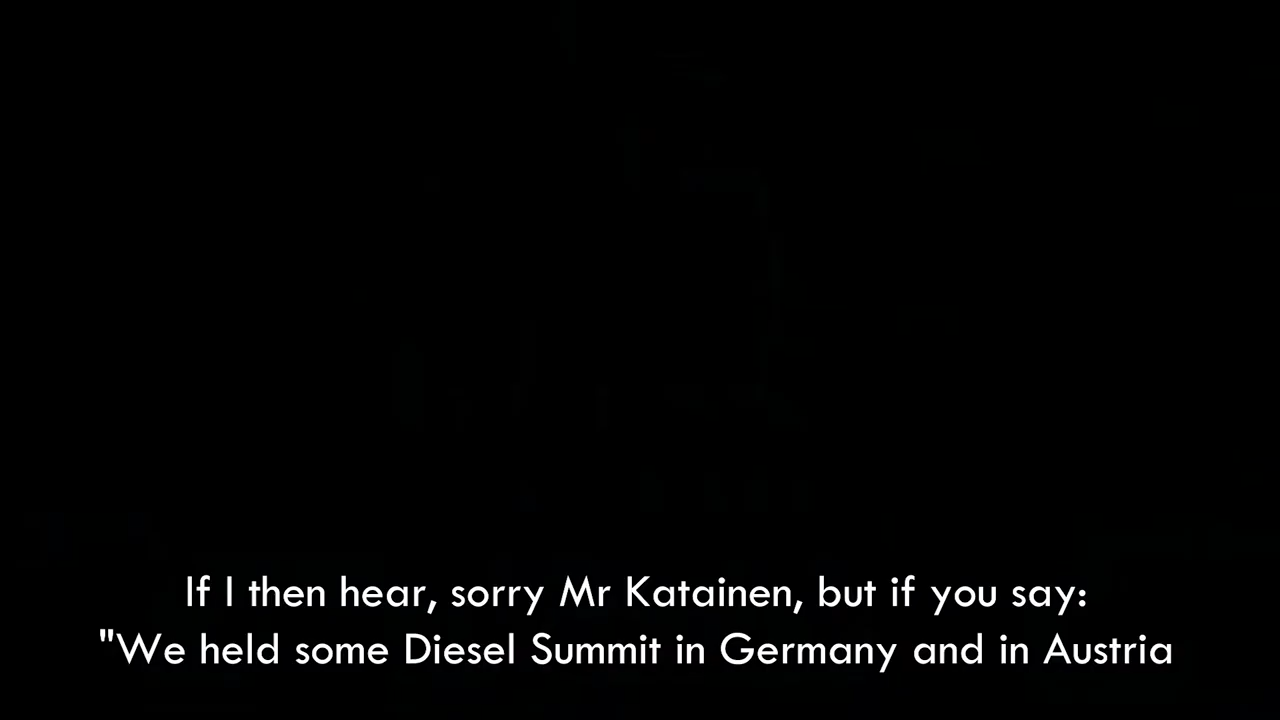 If I then hear, sorry Mr Katainen, but if you say:
"We held some Diesel Summit in Germany and in Austria